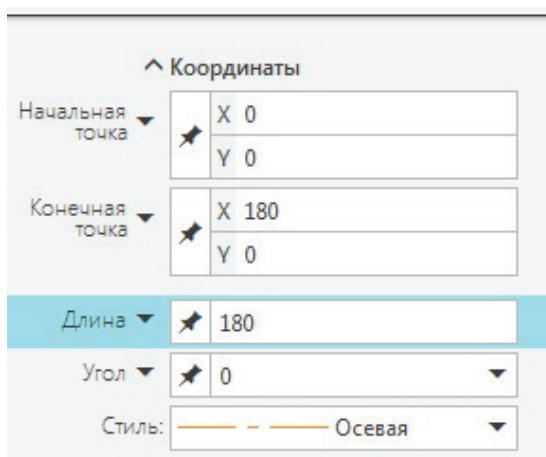 Координаты
Начальная точка
X 0
Y 0
Конечная точка
X 180
Y 0
Длина 180
Угол 0
Стиль: Осевая